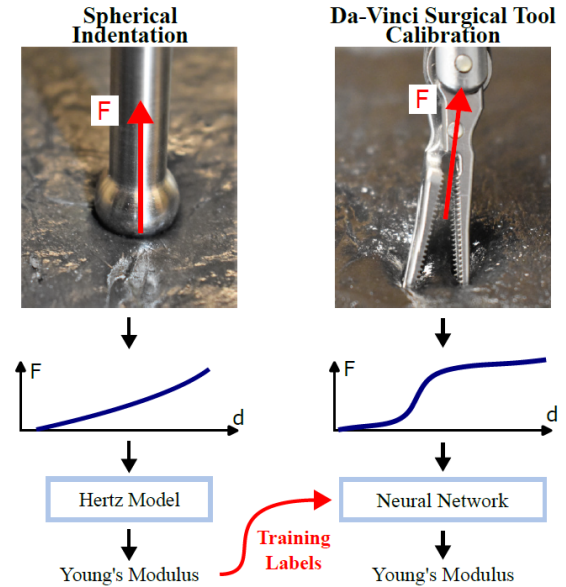 Spherical
Indentation
Da-Vinci Surgical Tool
Calibration
F
F
F
d
F
d
Hertz Model
Neural Network
Training
Labels
Young's Modulus
Young's Modulus